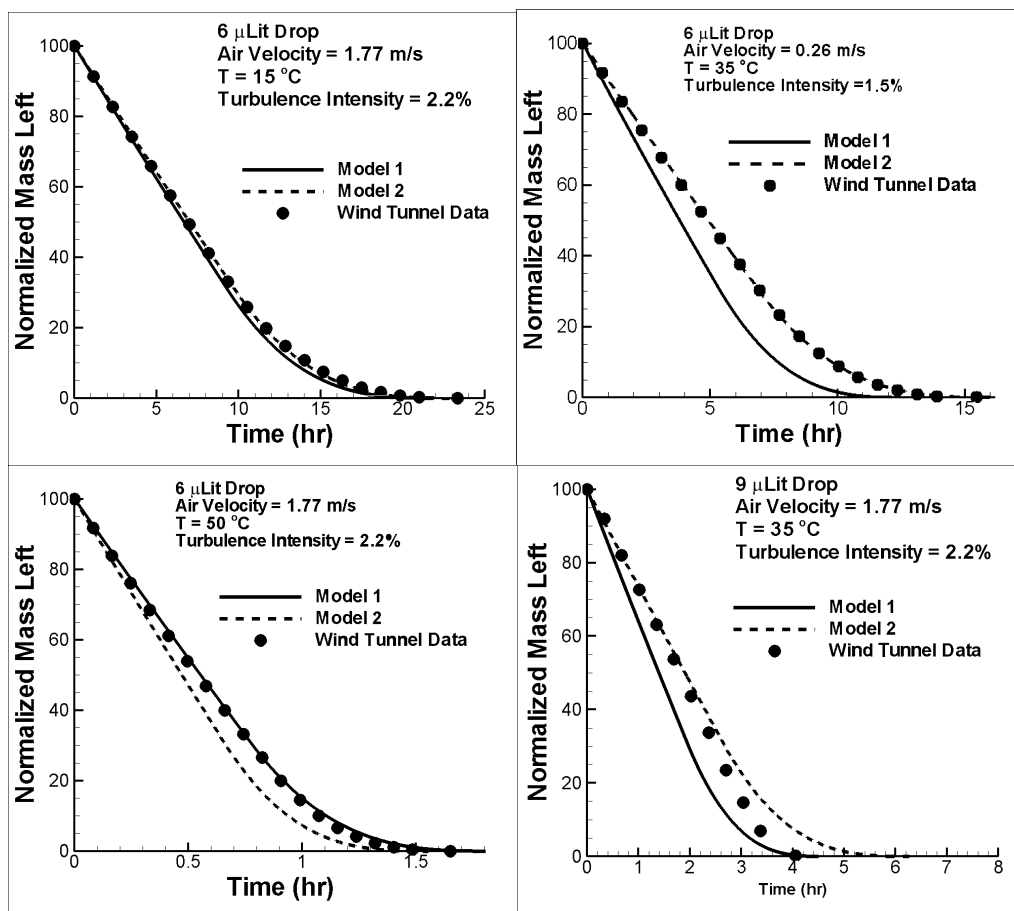 6 μLit Drop
Air Velocity = 1.77 m/s
T = 15 °C
Turbulence Intensity = 2.2%
Model 1
Model 2
Wind Tunnel Data
Normalized Mass Left
100
80
60
40
20
0
0 5 10 15 20 25
Time (hr)
6 μLit Drop
Air Velocity = 0.26 m/s
T = 35 °C
Turbulence Intensity =1.5%
Model 1
Model 2
Wind Tunnel Data
Normalized Mass Left
100
80
60
40
20
0
0 5 10 15
Time (hr)
6 μLit Drop
Air Velocity = 1.77 m/s
T = 50 °C
Turbulence Intensity = 2.2%
Model 1
Model 2
Wind Tunnel Data
Normalized Mass Left
100
80
60
40
20
0
0 0.5 1 1.5
Time (hr)
9 μLit Drop
Air Velocity = 1.77 m/s
T = 35 °C
Turbulence Intensity = 2.2%
Model 1
Model 2
Wind Tunnel Data
Normalized Mass Left
100
80
60
40
20
0
0 1 2 3 4 5 6 7 8
Time (hr)